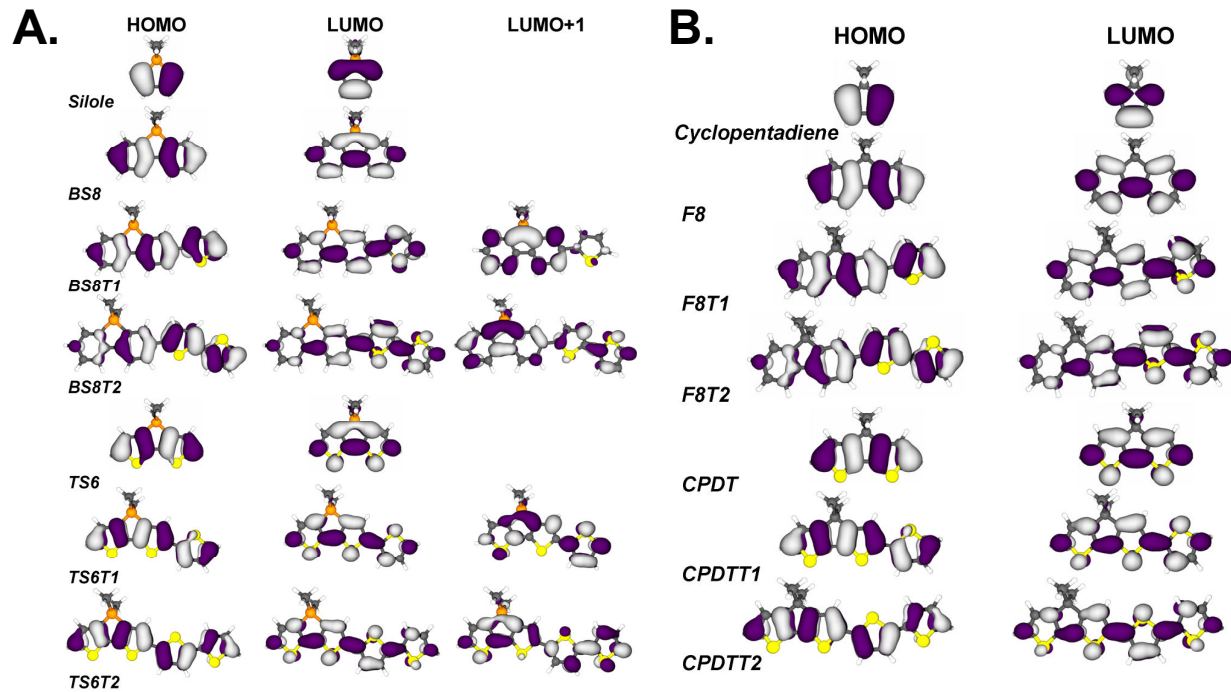 A.
HOMO LUMO LUMO+1
Silole
BS8
BS8T1
BS8T2
TS6
TS6T1
TS6T2
B.
HOMO LUMO
Cyclopentadiene
F8
F8T1
F8T2
CPDT
CPDTT1
CPDTT2